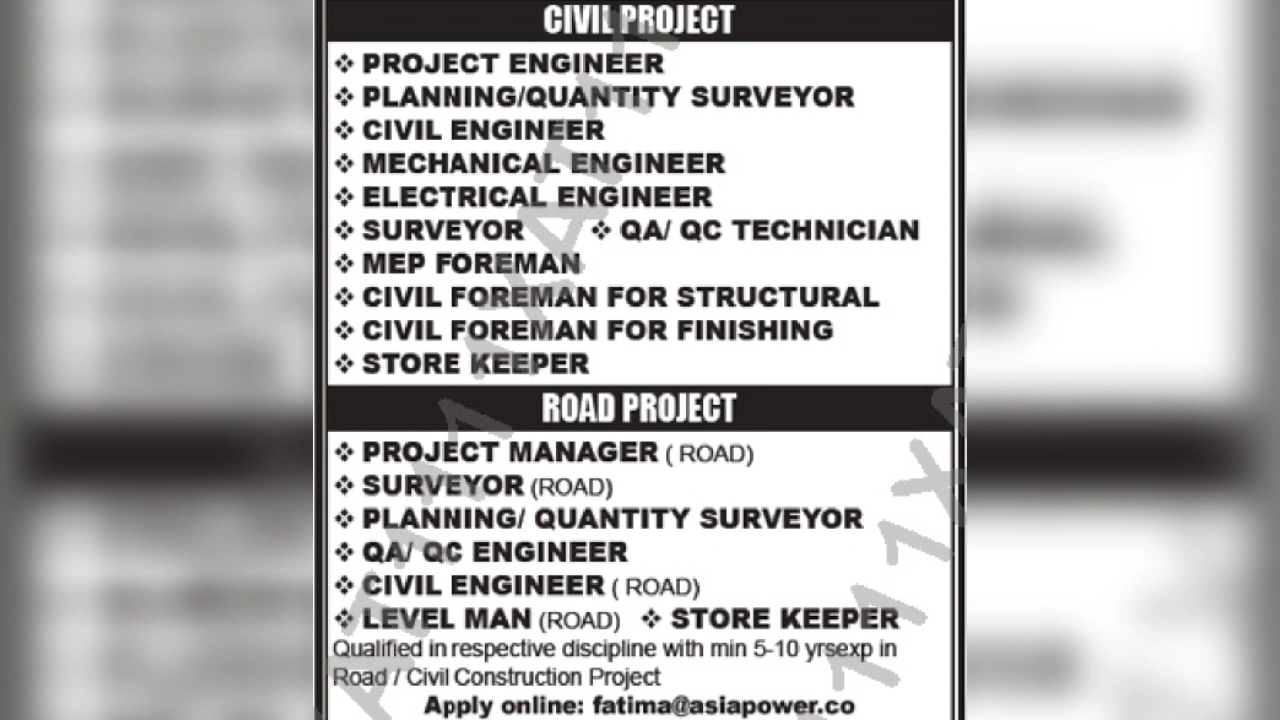 CIVIL PROJECT
❖ PROJECT ENGINEER
❖ PLANNING/QUANTITY SURVEYOR
❖ CIVIL ENGINEER
❖ MECHANICAL ENGINEER
❖ ELECTRICAL ENGINEER
❖ SURVEYOR ❖ QA/ QC TECHNICIAN
❖ MEP FOREMAN
❖ CIVIL FOREMAN FOR STRUCTURAL
❖ CIVIL FOREMAN FOR FINISHING
❖ STORE KEEPER
ROAD PROJECT
❖ PROJECT MANAGER ( ROAD)
❖ SURVEYOR (ROAD)
❖ PLANNING/ QUANTITY SURVEYOR
❖ QA/ QC ENGINEER
❖ CIVIL ENGINEER ( ROAD)
❖ LEVEL MAN (ROAD) ❖ STORE KEEPER
Qualified in respective discipline with min 5-10 yrsexp in
Road / Civil Construction Project
Apply online: fatima@asiapower.co